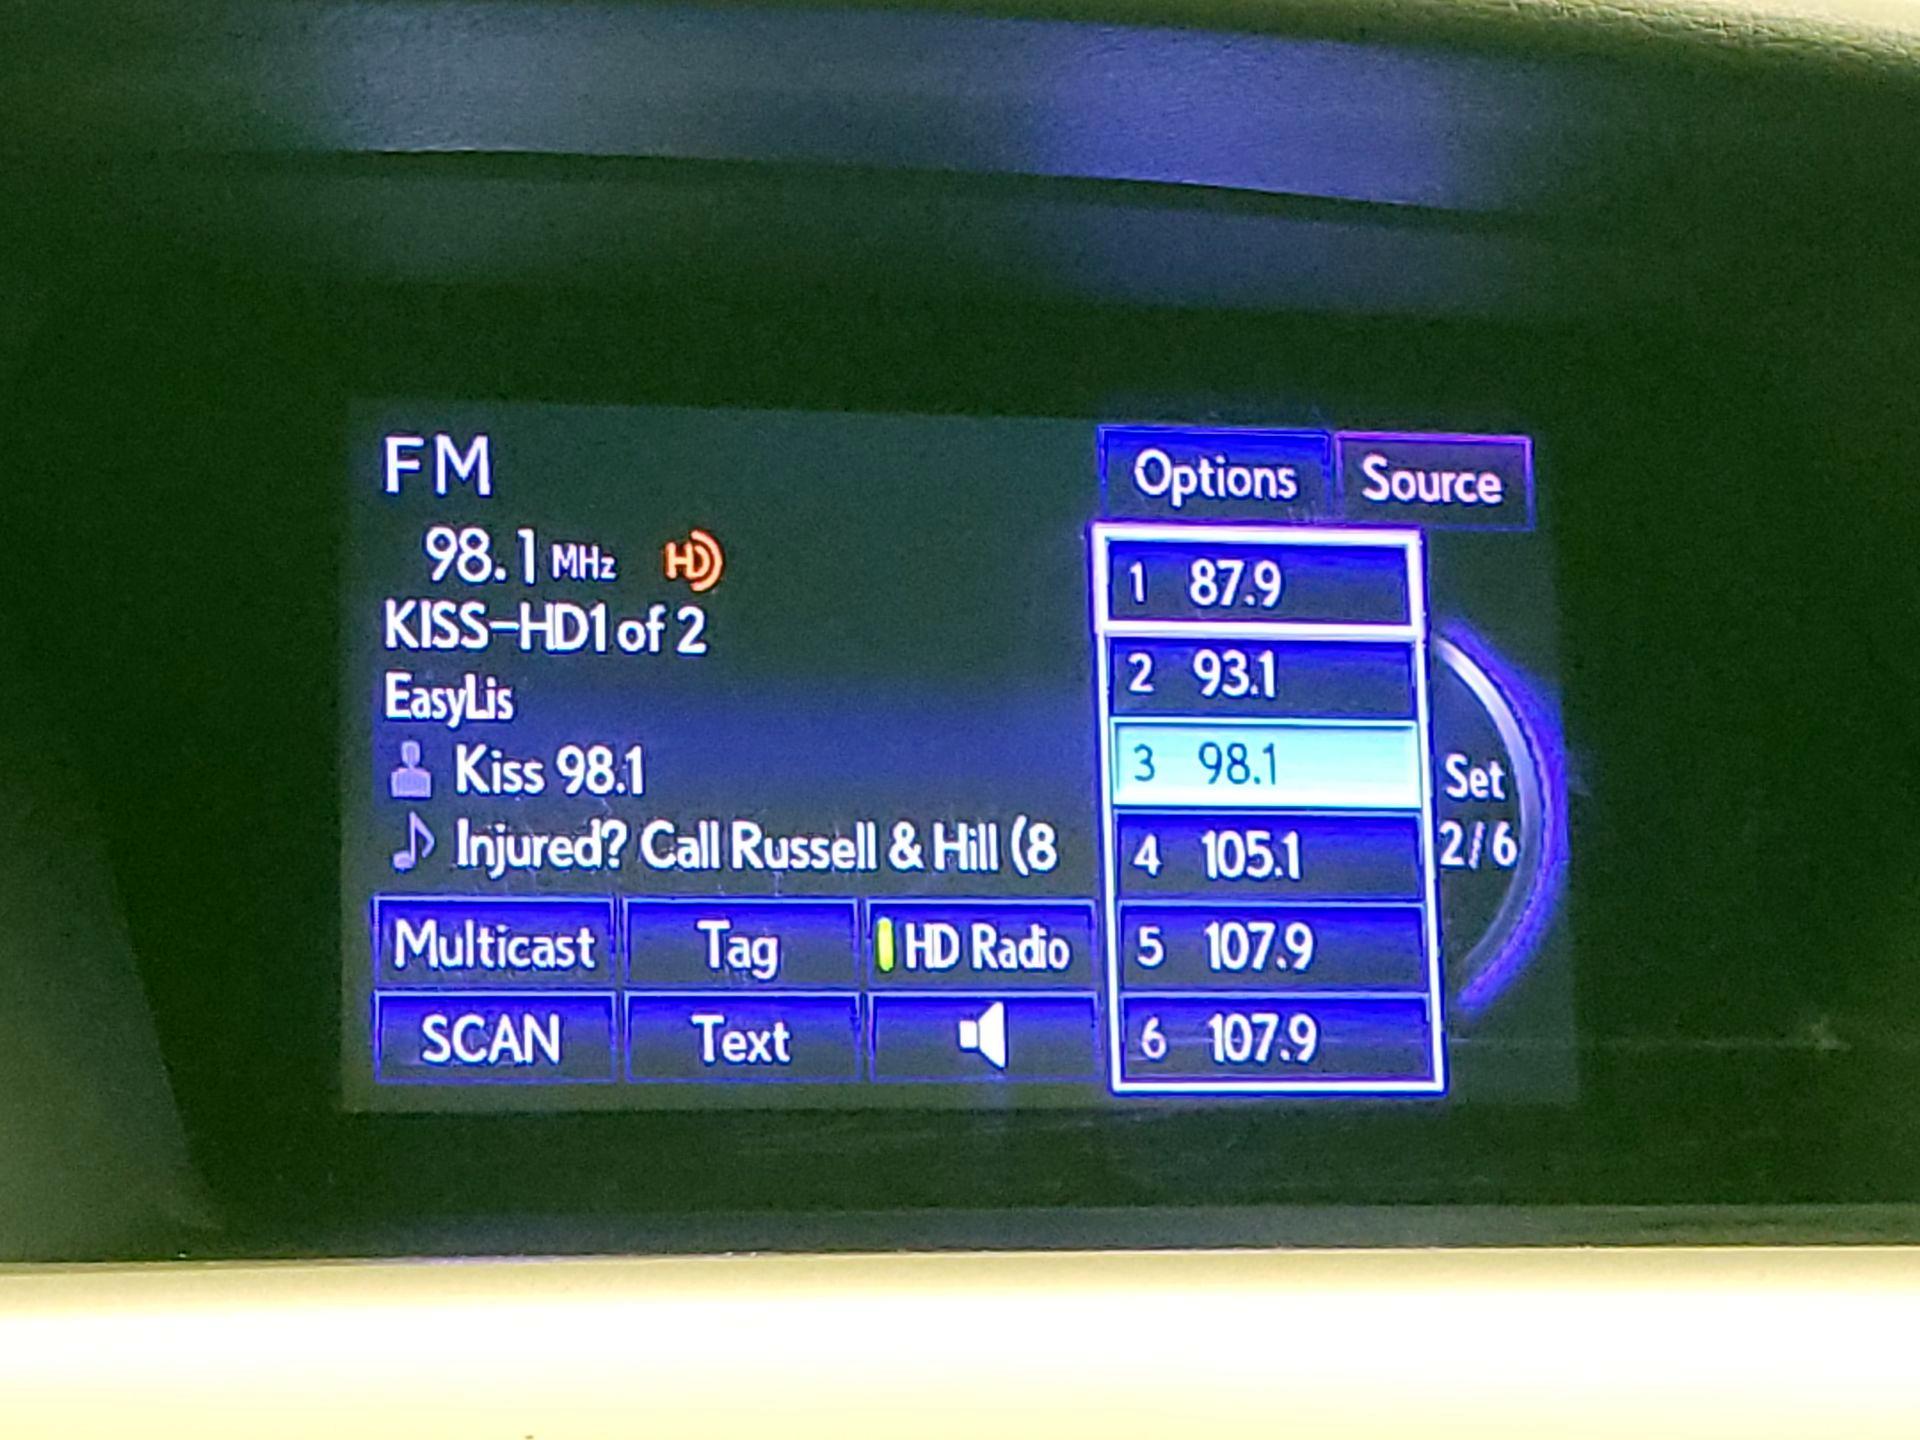 FM
98.1 MHz HD
KISS-HD1 of 2
EasyLis
Kiss 98.1
Injured? Call Russell & Hill (8
Multicast Tag HD Radio
SCAN Text
Options Source
1 87.9
2 93.1
3 98.1
4 105.1
5 107.9
6 107.9
Set
2/6